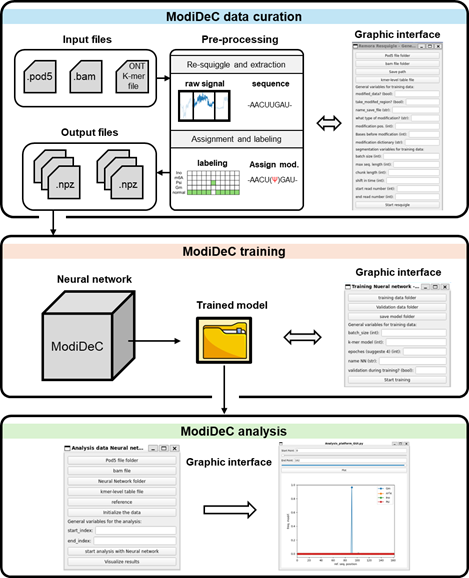 ModiDeC data curation
Input files
.pod5
.bam
ONT
K-mer
file
Output files
.npz
.npz
Pre-processing
Re-squiggle and extraction
raw signal
sequence
-AACUUGAU-
Assignment and labeling
labeling
Assign mod.
Ino
m6A
Ps
Gm
normal
-AACU(Ψ)GAU-
Graphic interface
Pod5 file folder
bam file folder
Save path
kmer-level table folder
General variables for training data:
modified_data? (bool):
take_modified_region? (bool):
name_save_file (str):
what type of modification? (str):
modification pos. (int):
Bases before modification (int):
modification dictionary (str):
segmentation variables for training data:
batch size (int):
max seq. length (int):
chunk length (int):
shift in time (int):
start read number (int):
end read number (int):
Start resquigle
ModiDeC training
Neural network
ModiDeC
Trained model
Graphic interface
Training Nueral network -...
training data folder
Validation data folder
save model folder
General variables for training data:
batch_size (int):
k-mer model (int):
epoches (suggeste 4) (int):
name NN (str):
validation during training? (bool):
Start training
ModiDeC analysis
Analysis data Neural net...
Pod5 file folder
bam file
Neural Network folder
kmer-level table file
reference
Initialize the data
General variables for the analysis:
start_index:
end_index:
start analysis with Neural network
Visualize results
Graphic interface
Analysis_platform_GUI.py